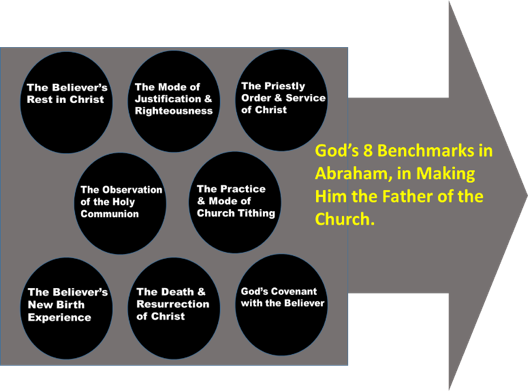 The Believer's
Rest in Christ
The Mode of
Justification &
Righteousness
The Priestly
Order & Service
of Christ
The Observation
of the Holy
Communion
The Practice
& Mode of
Church Tithing
God's 8 Benchmarks in
Abraham, in Making
Him the Father of the
Church.
The Believer's
New Birth
Experience
The Death &
Resurrection
of Christ
God's Covenant
with the Believer